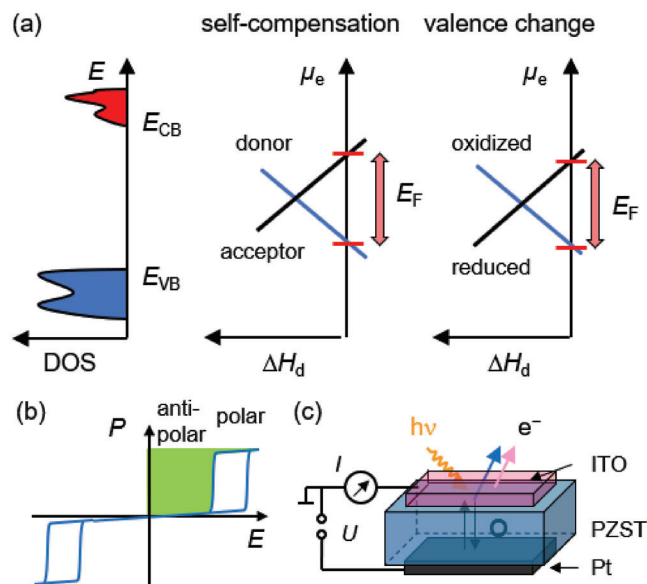 (a)
self-compensation
valence change
E
μe
μe
ECB
donor
oxidized
EF
EF
EVB
acceptor
reduced
DOS
ΔHd
ΔHd
(b)
P
anti-
polar
polar
E
(c)
hν
e−
I
ITO
U
PZST
Pt